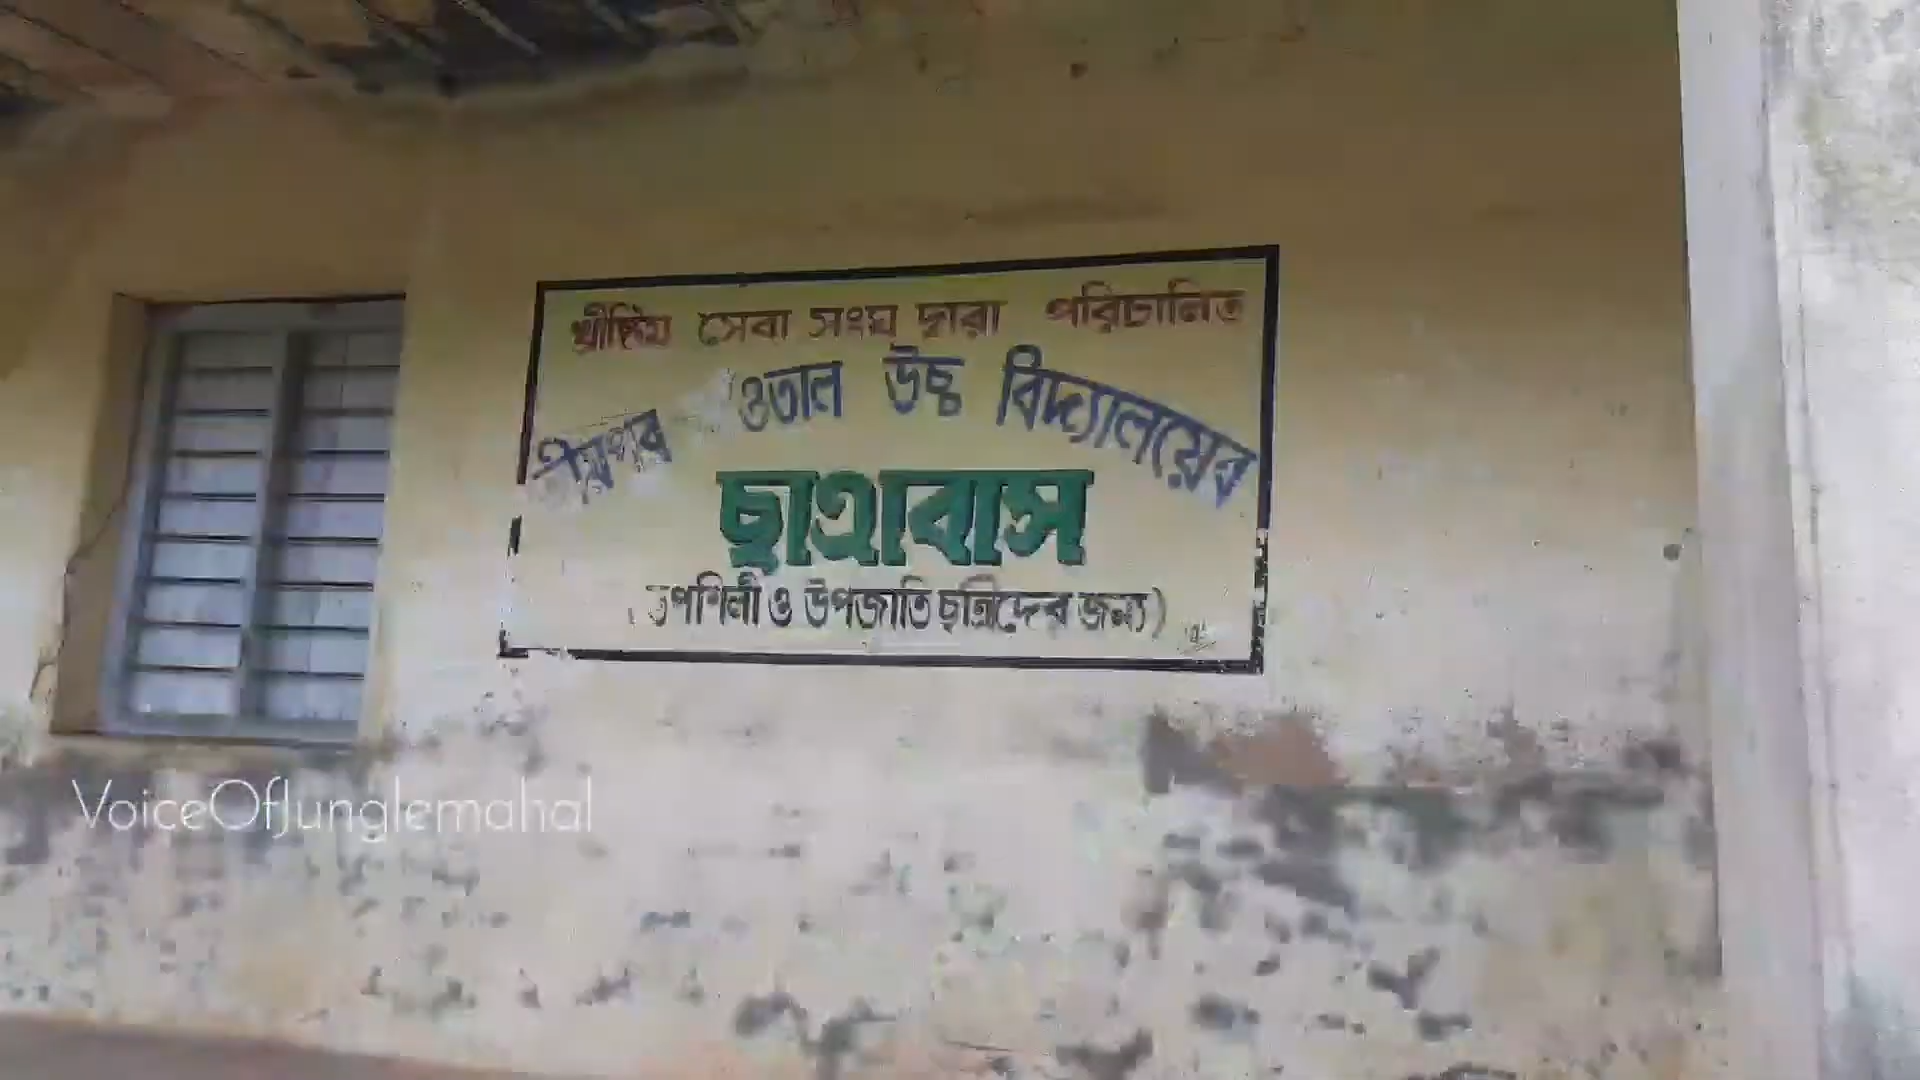 খ্রীষ্টিয় সেবা সংঘ দ্বারা পরিচালিত
উচ্চ বিদ্যালয়ের
ছাত্রাবাস
তপশিলী ও উপজাতি ছাত্রদের জন্য)
VoiceOfJunglemahal